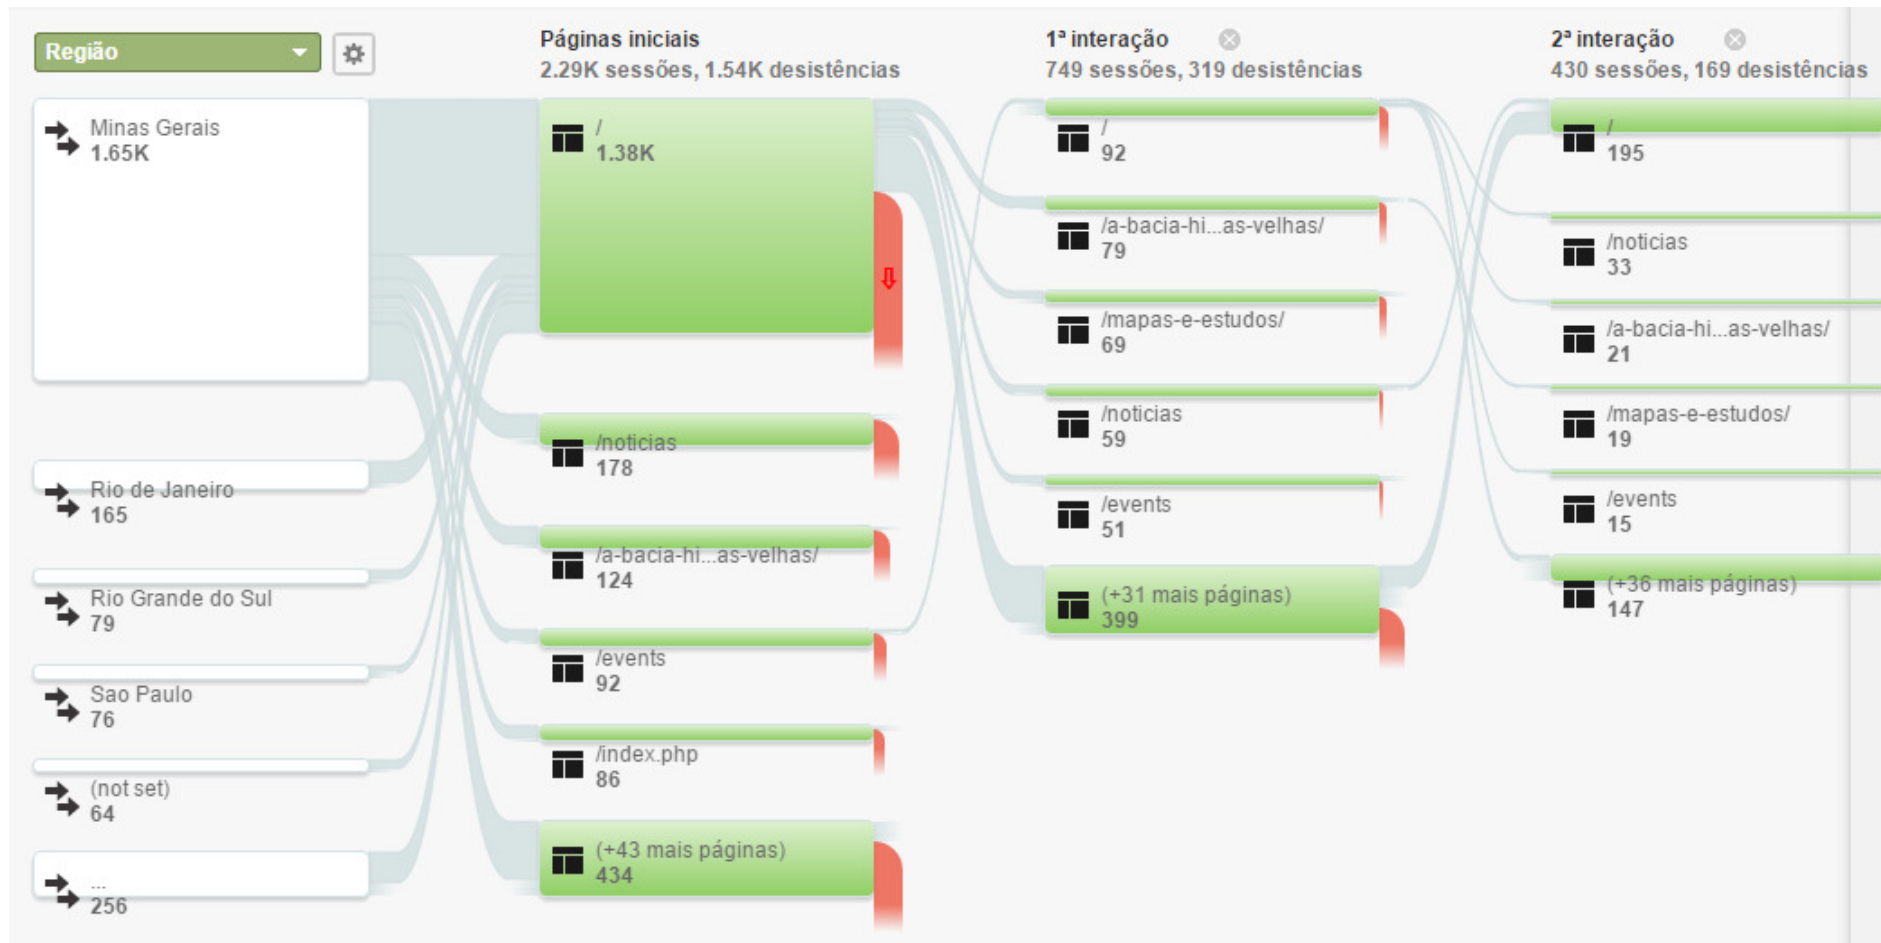 Região
Minas Gerais
1.65K
Rio de Janeiro
165
Rio Grande do Sul
79
Sao Paulo
76
(not set)
64
...
256
Páginas iniciais
2.29K sessões, 1.54K desistências
/
1.38K
/noticias
178
/a-bacia-hi...as-velhas/
124
/events
92
/index.php
86
(+43 mais páginas)
434
1ª interação
749 sessões, 319 desistências
/
92
/a-bacia-hi...as-velhas/
79
/mapas-e-estudos/
69
/noticias
59
/events
51
(+31 mais páginas)
399
2ª interação
430 sessões, 169 desistências
/
195
/noticias
33
/a-bacia-hi...as-velhas/
21
/mapas-e-estudos/
19
/events
15
(+36 mais páginas)
147